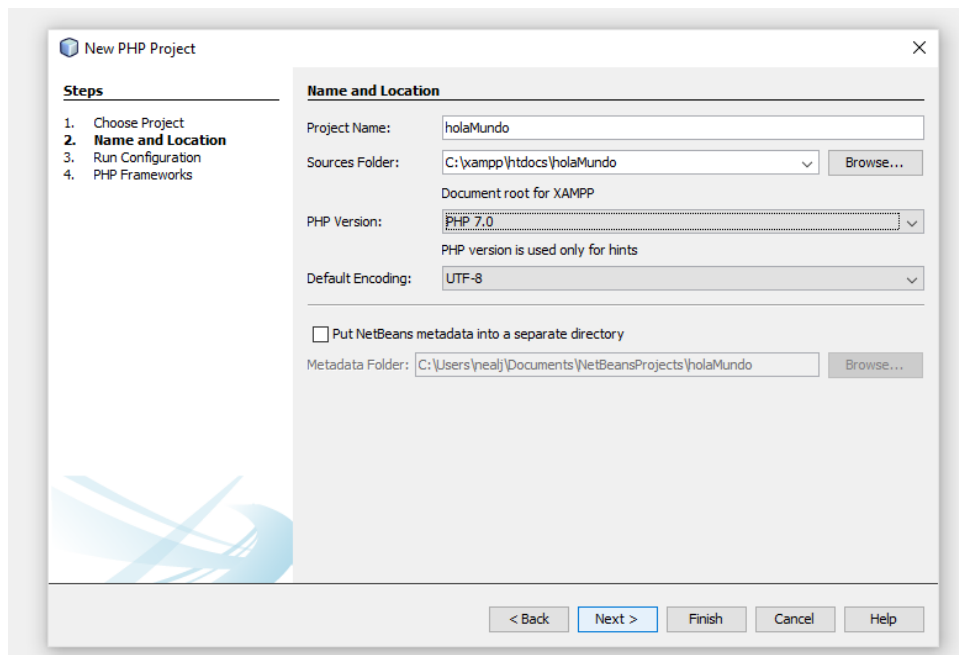 New PHP Project
Steps
1. Choose Project
2. Name and Location
3. Run Configuration
4. PHP Frameworks
Name and Location
Project Name: holaMundo
Sources Folder: C:\xampp\htdocs\holaMundo Browse...
Document root for XAMPP
PHP Version: PHP 7.0
PHP version is used only for hints
Default Encoding: UTF-8
Put NetBeans metadata into a separate directory
Metadata Folder: C:\Users\nealj\Documents\NetBeansProjects\holaMundo Browse...
< Back Next > Finish Cancel Help